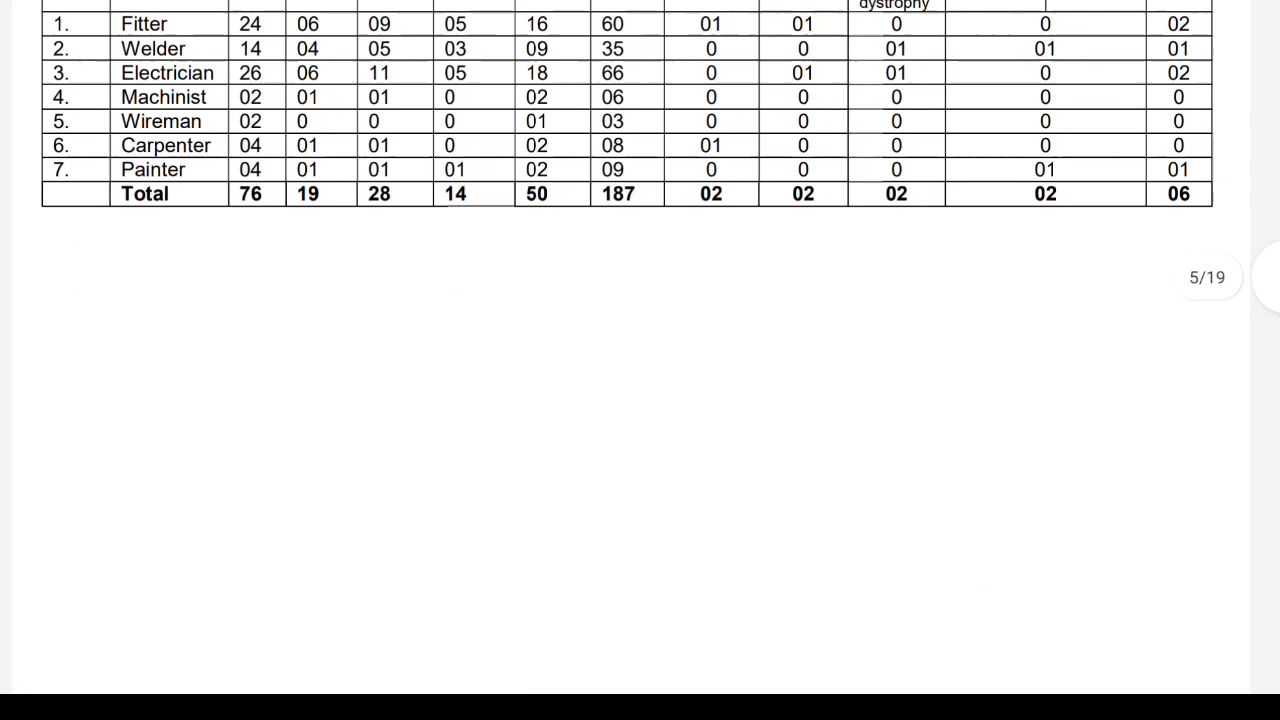 dystrophy
1. Fitter 24 06 09 05 16 60 01 01 0 0 02
2. Welder 14 04 05 03 09 35 0 0 01 01 01
3. Electrician 26 06 11 05 18 66 0 01 01 0 02
4. Machinist 02 01 01 0 02 06 0 0 0 0 0
5. Wireman 02 0 0 0 01 03 0 0 0 0 0
6. Carpenter 04 01 01 0 02 08 01 0 0 0 0
7. Painter 04 01 01 01 02 09 0 0 0 01 01
Total 76 19 28 14 50 187 02 02 02 02 06
5/19